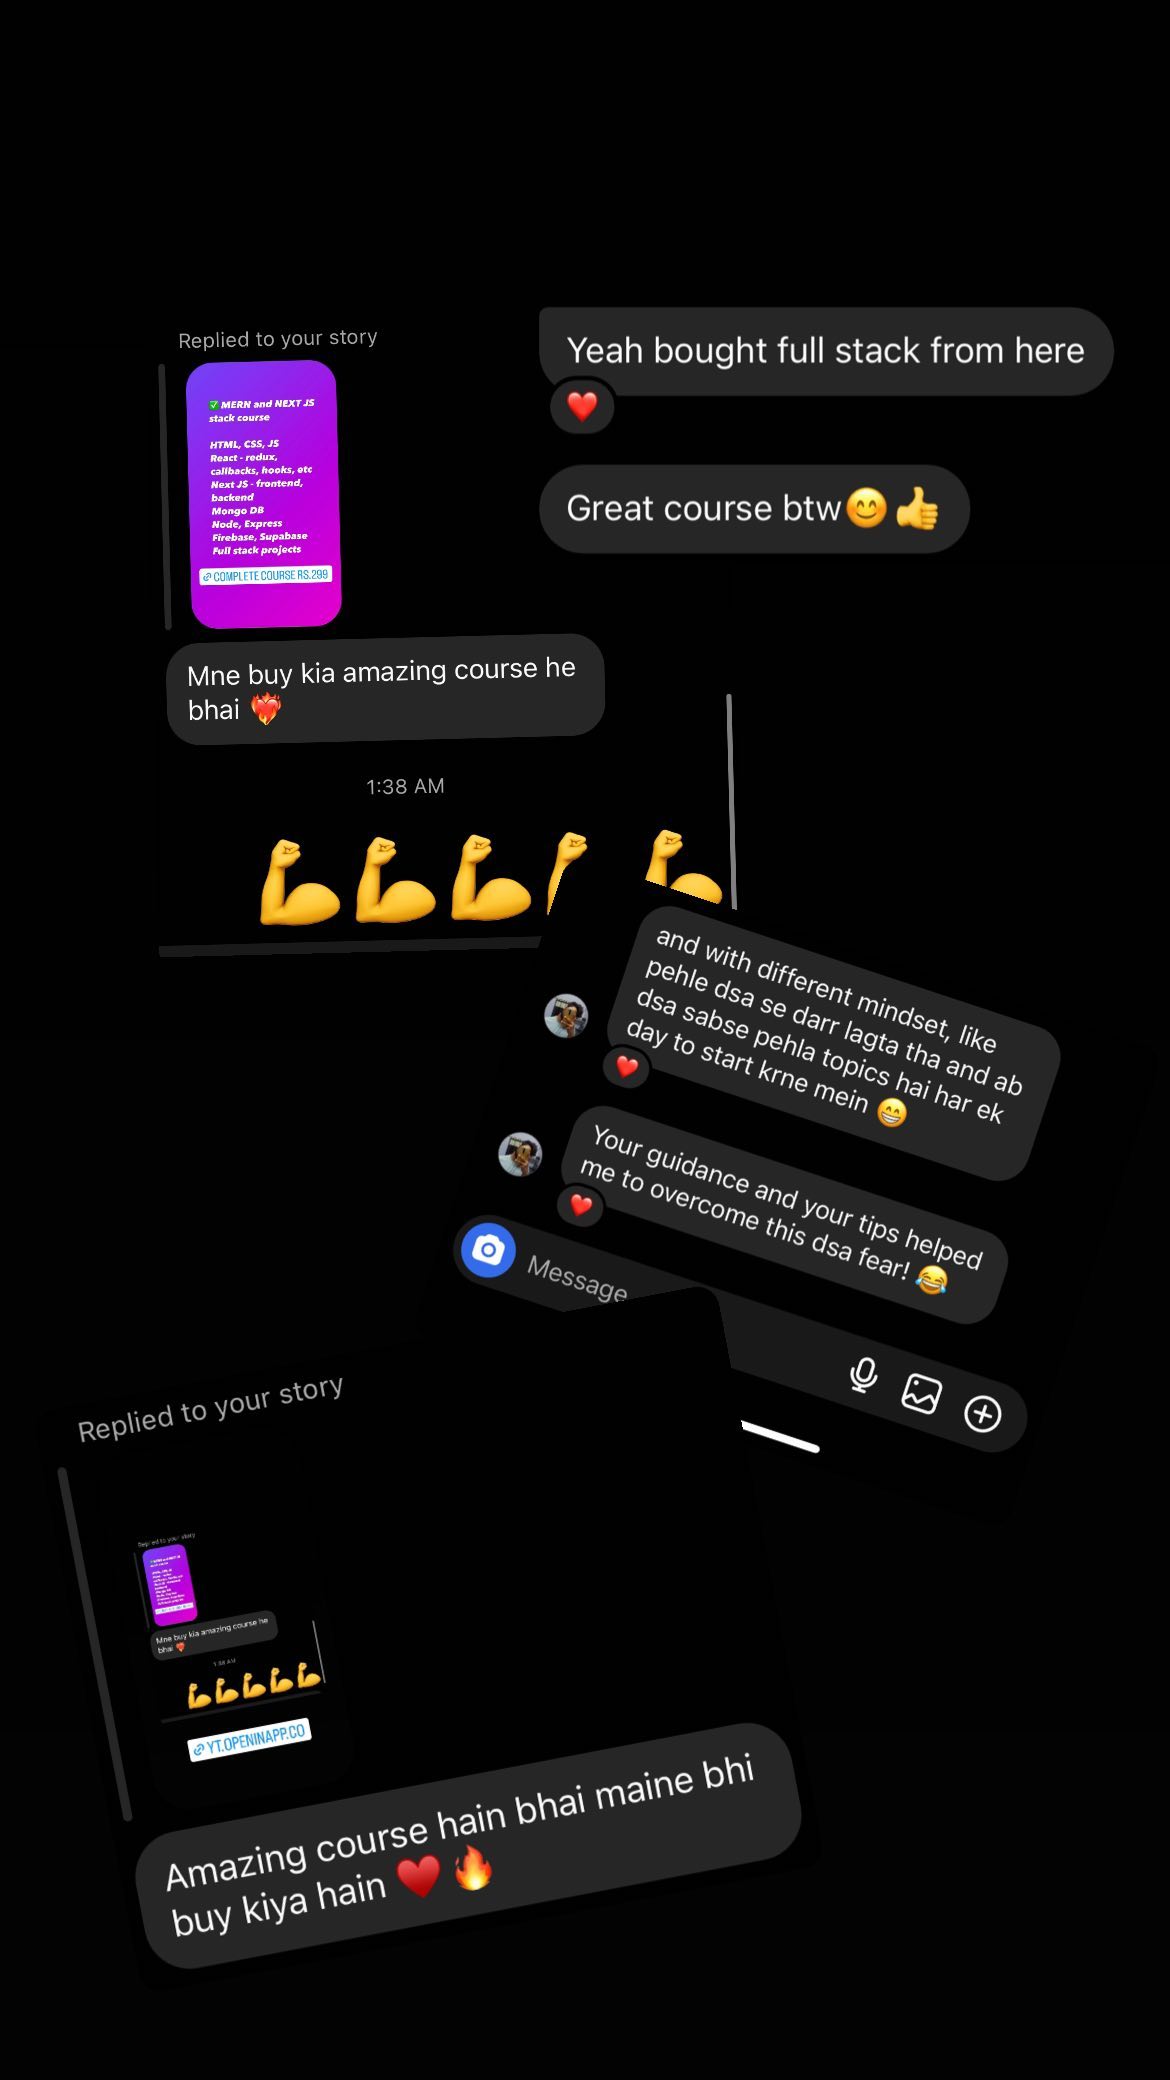 Replied to your story
✅ MERN and NEXT JS
stack course
HTML, CSS, JS
React - redux,
callbacks, hooks, etc
Next JS - frontend,
backend
Mongo DB
Node, Express
Firebase, Supabase
Full stack projects
COMPLETE COURSE RS.299
Mne buy kia amazing course he
bhai ❤️‍🔥
1:38 AM
💪💪💪💪💪
Yeah bought full stack from here
❤️
Great course btw😊👍
and with different mindset, like
pehle dsa se darr lagta tha and ab
dsa sabse pehla topics hai har ek
day to start krne mein 😁
❤️
Your guidance and your tips helped
me to overcome this dsa fear! 😂
❤️
Message
Replied to your story
Replied to your story
Mne buy kia amazing course he
bhai ❤️‍🔥
1:38 AM
💪💪💪💪💪
YT.OPENINAPP.CO
Amazing course hain bhai maine bhi
buy kiya hain ♥️ 🔥